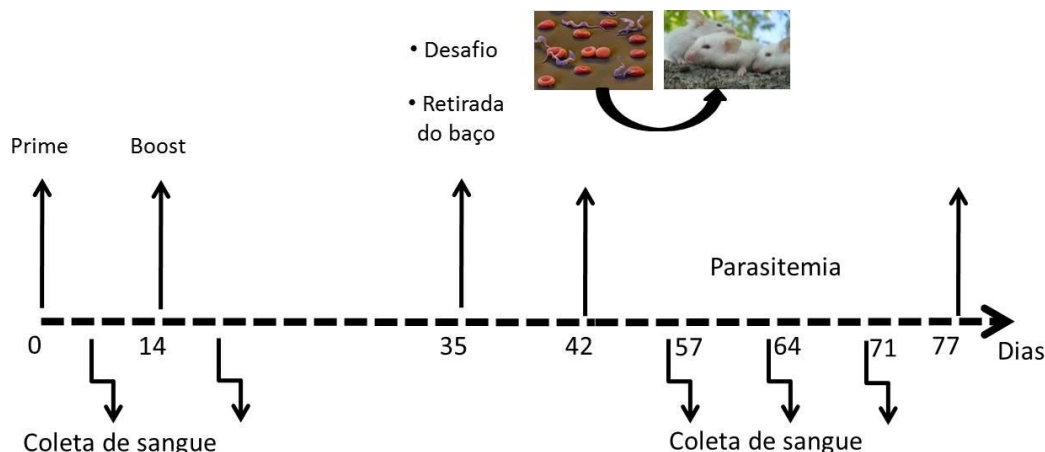 • Desafio
• Retirada
do baço
Prime
Boost
Parasitemia
0
14
35
42
57
64
71
77
Dias
Coleta de sangue
Coleta de sangue